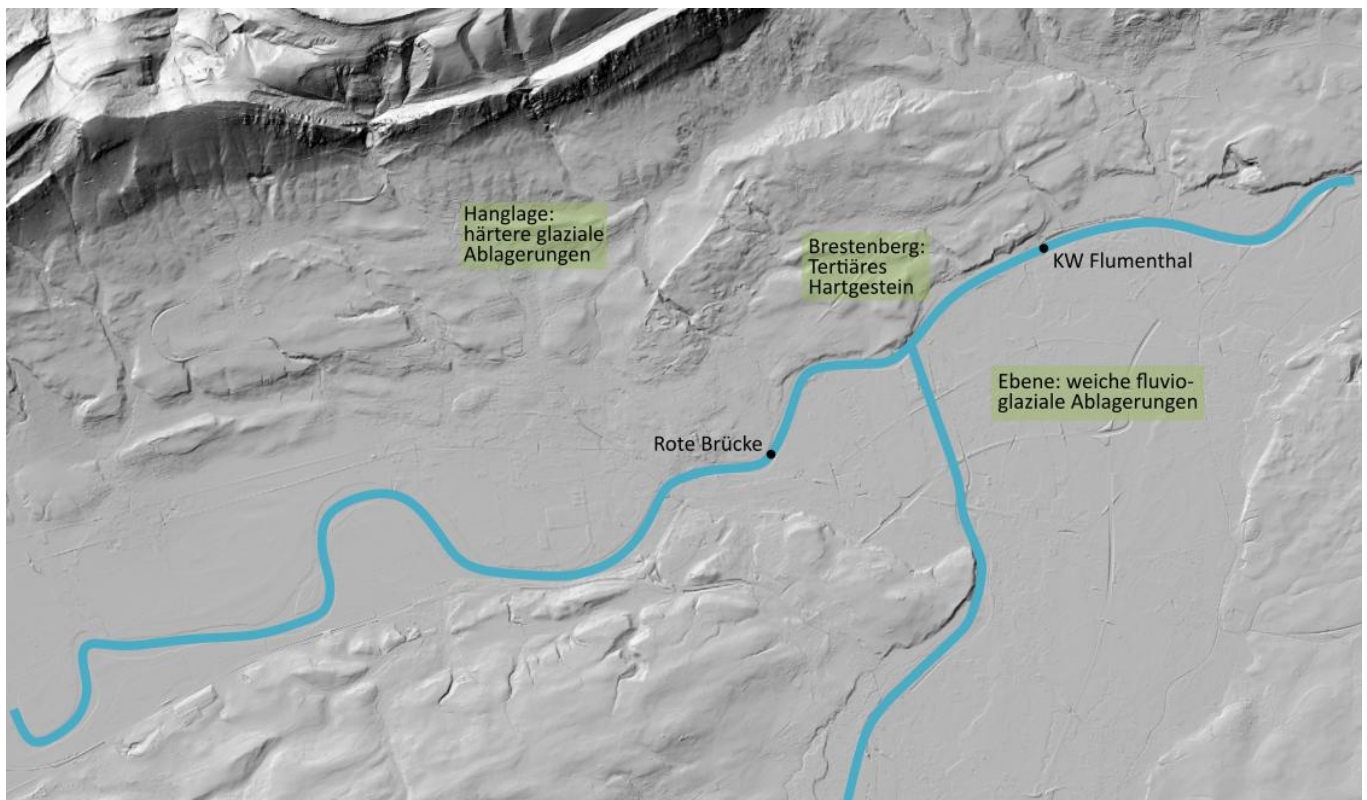 Hanglage:
härtere glaziale
Ablagerungen
Brestenberg:
Tertiäres
Hartgestein
KW Flumenthal
Ebene: weiche fluvio-
glaziale Ablagerungen
Rote Brücke